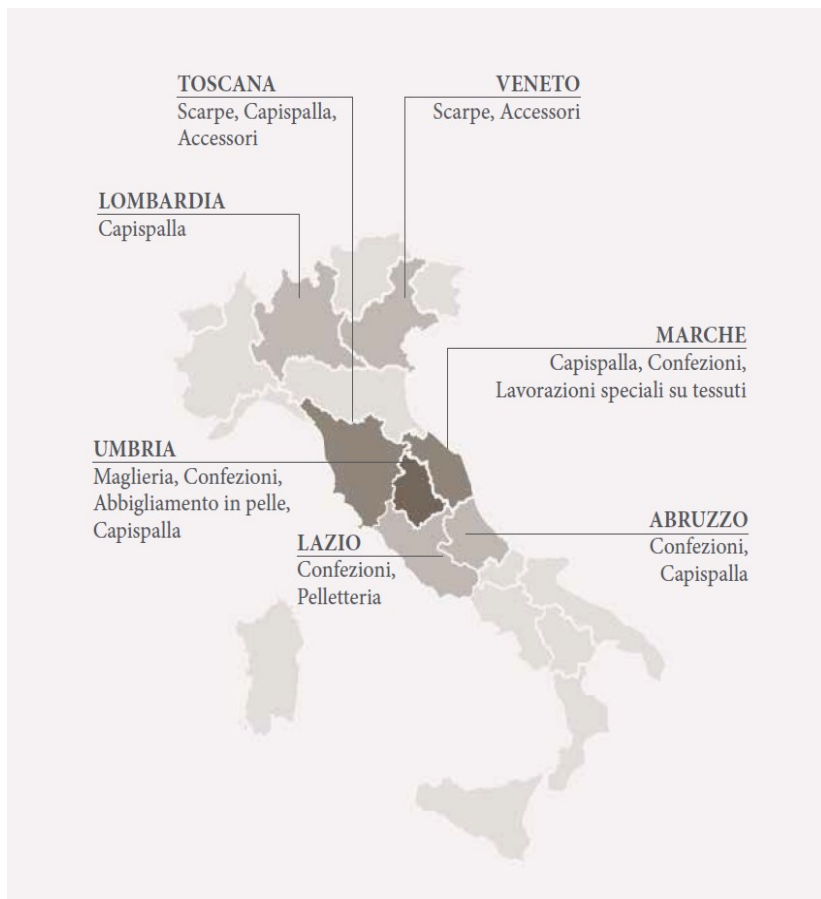 TOSCANA
Scarpe, Capispalla,
Accessori
VENETO
Scarpe, Accessori
LOMBARDIA
Capispalla
MARCHE
Capispalla, Confezioni,
Lavorazioni speciali su tessuti
UMBRIA
Maglieria, Confezioni,
Abbigliamento in pelle,
Capispalla
ABRUZZO
Confezioni,
Capispalla
LAZIO
Confezioni,
Pelletteria